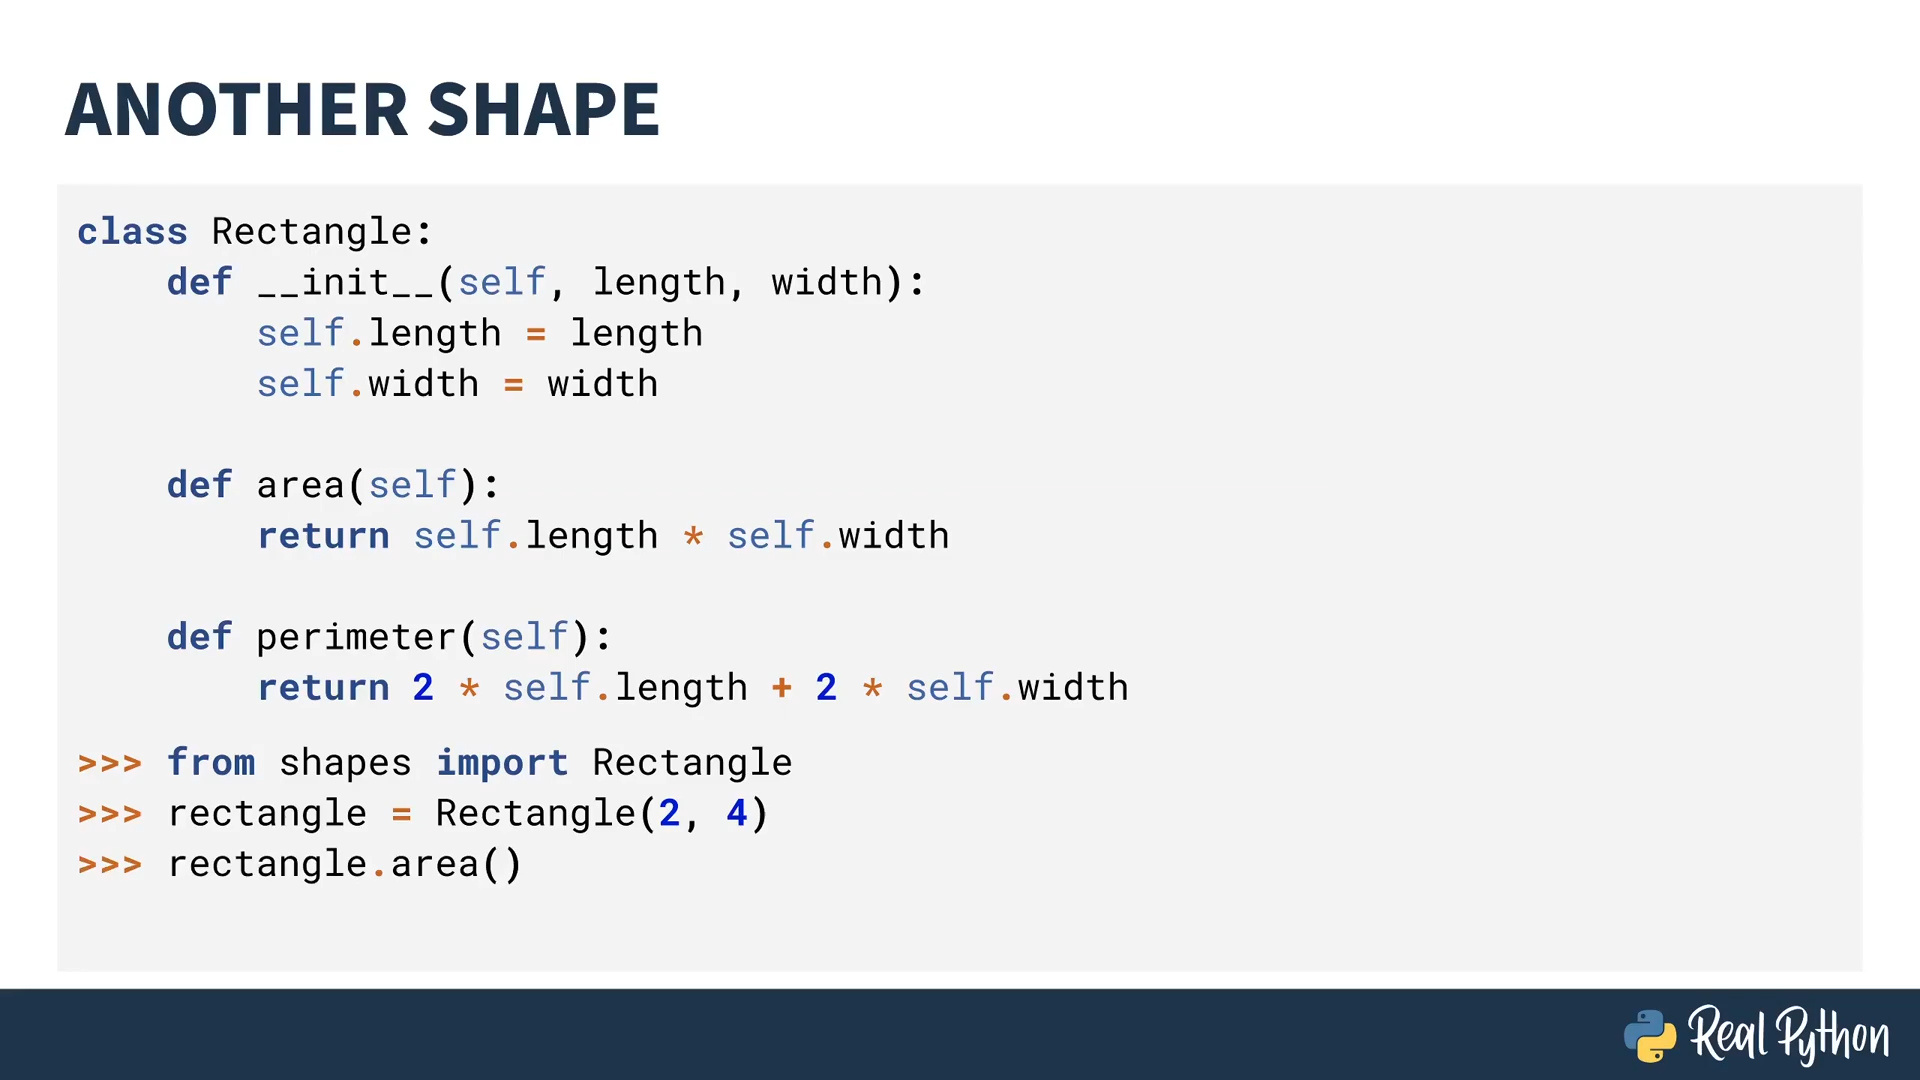 ANOTHER SHAPE
class Rectangle:
    def __init__(self, length, width):
        self.length = length
        self.width = width
    def area(self):
        return self.length * self.width
    def perimeter(self):
        return 2 * self.length + 2 * self.width
>>> from shapes import Rectangle
>>> rectangle = Rectangle(2, 4)
>>> rectangle.area()
Real Python